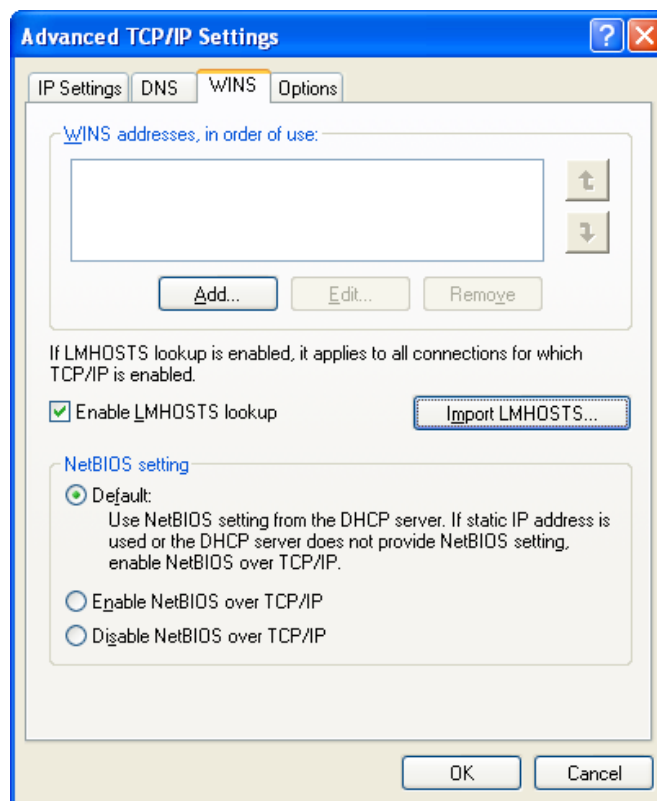 Advanced TCP/IP Settings
IP Settings DNS WINS Options
WINS addresses, in order of use:
Add... Edit... Remove
If LMHOSTS lookup is enabled, it applies to all connections for which
TCP/IP is enabled.
Enable LMHOSTS lookup Import LMHOSTS...
NetBIOS setting
Default:
Use NetBIOS setting from the DHCP server. If static IP address is
used or the DHCP server does not provide NetBIOS setting,
enable NetBIOS over TCP/IP.
Enable NetBIOS over TCP/IP
Disable NetBIOS over TCP/IP
OK Cancel